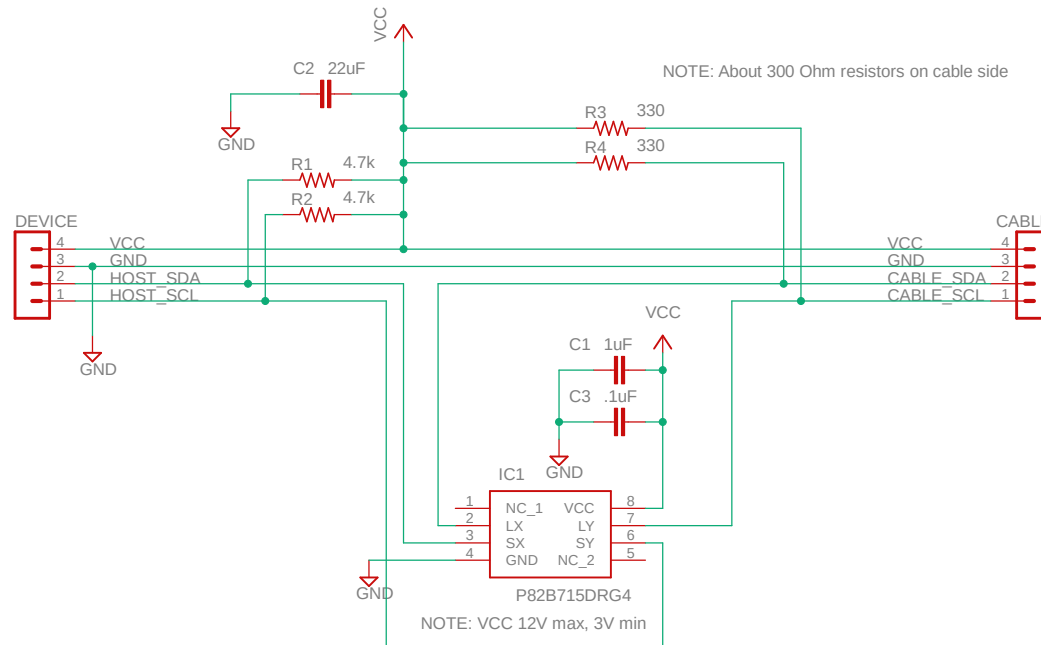 VCC
C2 22uF
NOTE: About 300 Ohm resistors on cable side
GND
R3 330
R4 330
R1 4.7k
R2 4.7k
DEVICE
4 VCC
3 GND
2 HOST_SDA
1 HOST_SCL
GND
CABLE
VCC 4
GND 3
CABLE_SDA 2
CABLE_SCL 1
VCC
C1 1uF
C3 .1uF
GND
IC1
1 NC_1 VCC 8
2 LX LY 7
3 SX SY 6
4 GND NC_2 5
GND
P82B715DRG4
NOTE: VCC 12V max, 3V min